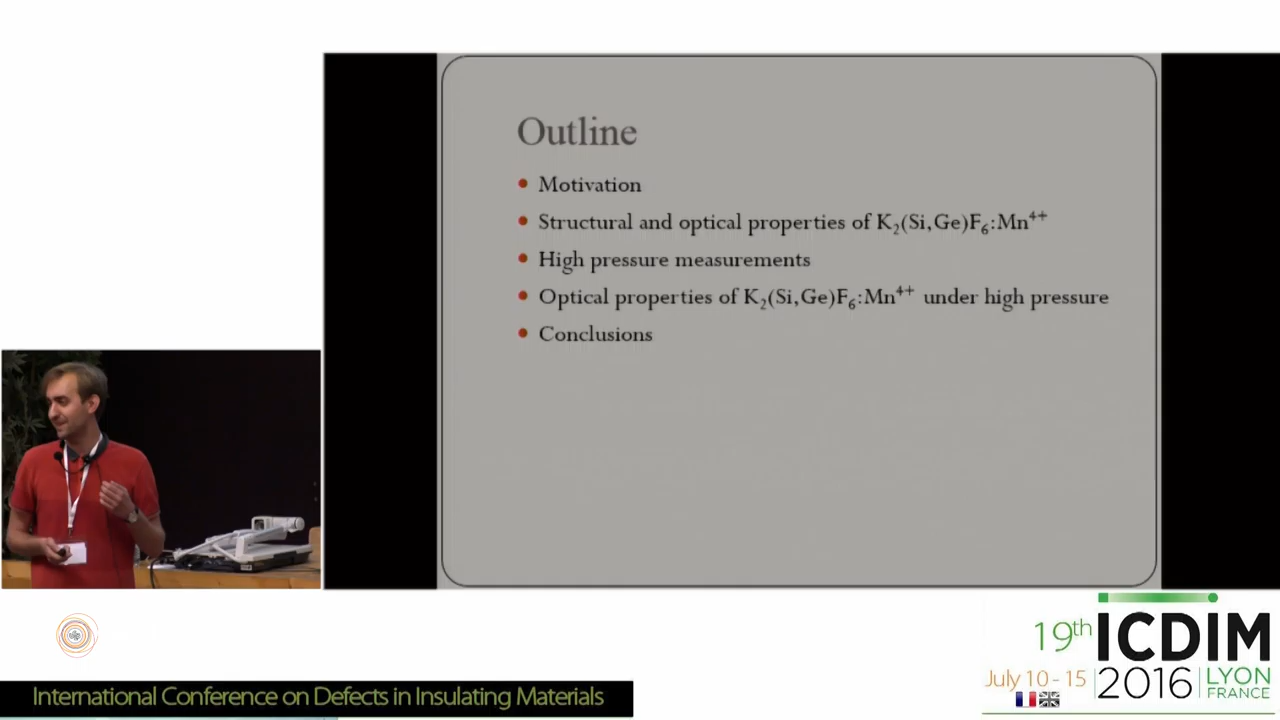 Outline
Motivation
Structural and optical properties of K₂(Si,Ge)F₆:Mn⁴⁺
High pressure measurements
Optical properties of K₂(Si,Ge)F₆:Mn⁴⁺ under high pressure
Conclusions
19th ICDIM
July 10 - 15 2016 LYON
FRANCE
International Conference on Defects in Insulating Materials